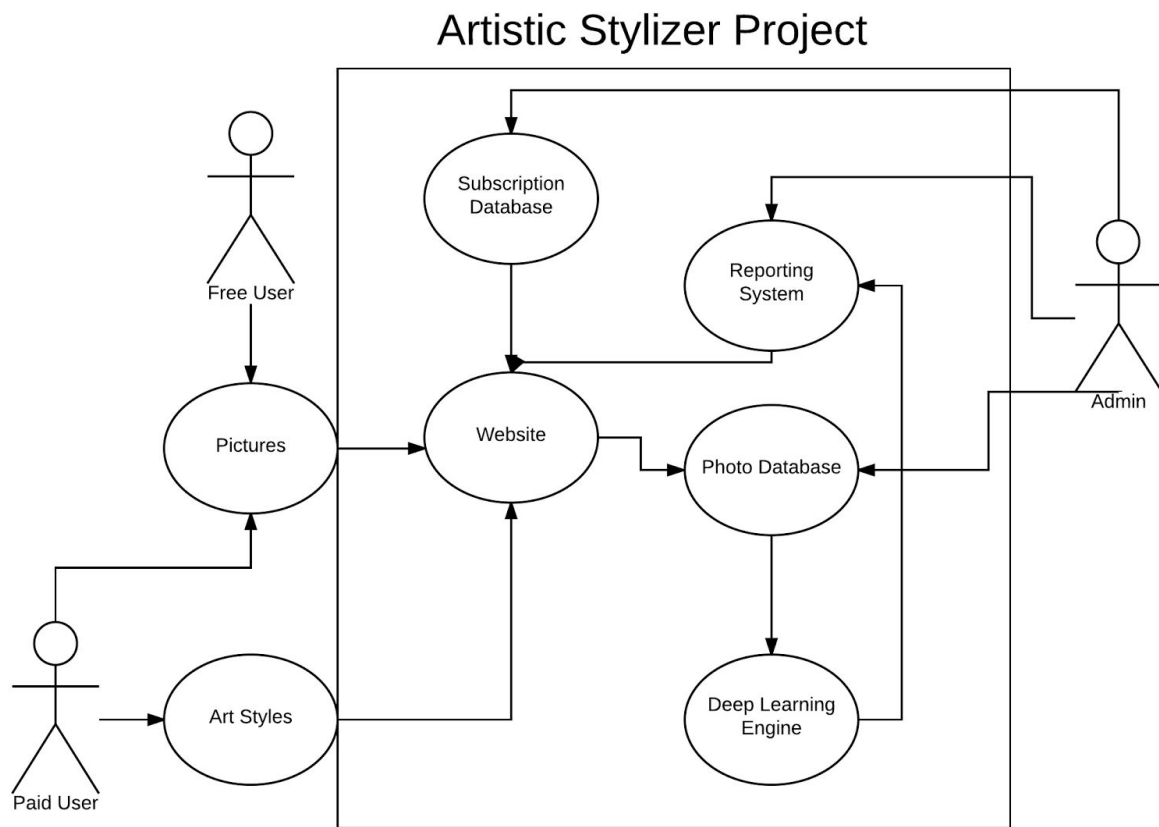 Artistic Stylizer Project
Subscription
Database
Free User
Reporting
System
Admin
Pictures
Website
Photo Database
Art Styles
Deep Learning
Engine
Paid User